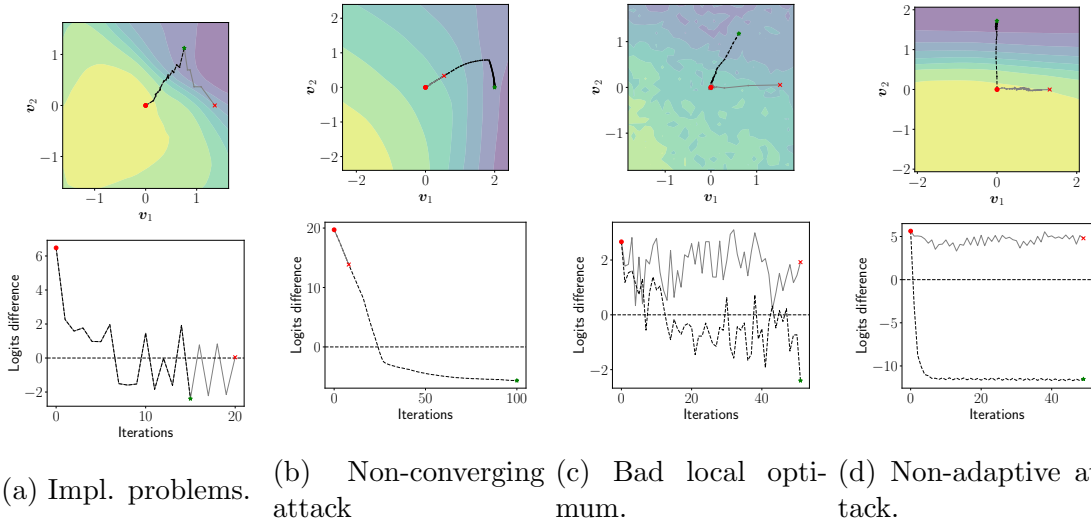 1
0
−1
v2
−1
0
1
v1
2
1
0
−1
−2
v2
−2
0
2
v1
1
0
−1
v2
−1
0
1
v1
2
1
0
−1
−2
v2
−2
0
2
v1
6
4
2
0
−2
Logits difference
0
10
20
Iterations
20
10
0
Logits difference
0
50
100
Iterations
2
0
−2
Logits difference
0
20
40
Iterations
5
0
−5
−10
Logits difference
0
20
40
Iterations
(a) Impl. problems.
(b) Non-converging
attack
(c) Bad local opti-
mum.
(d) Non-adaptive at
tack.